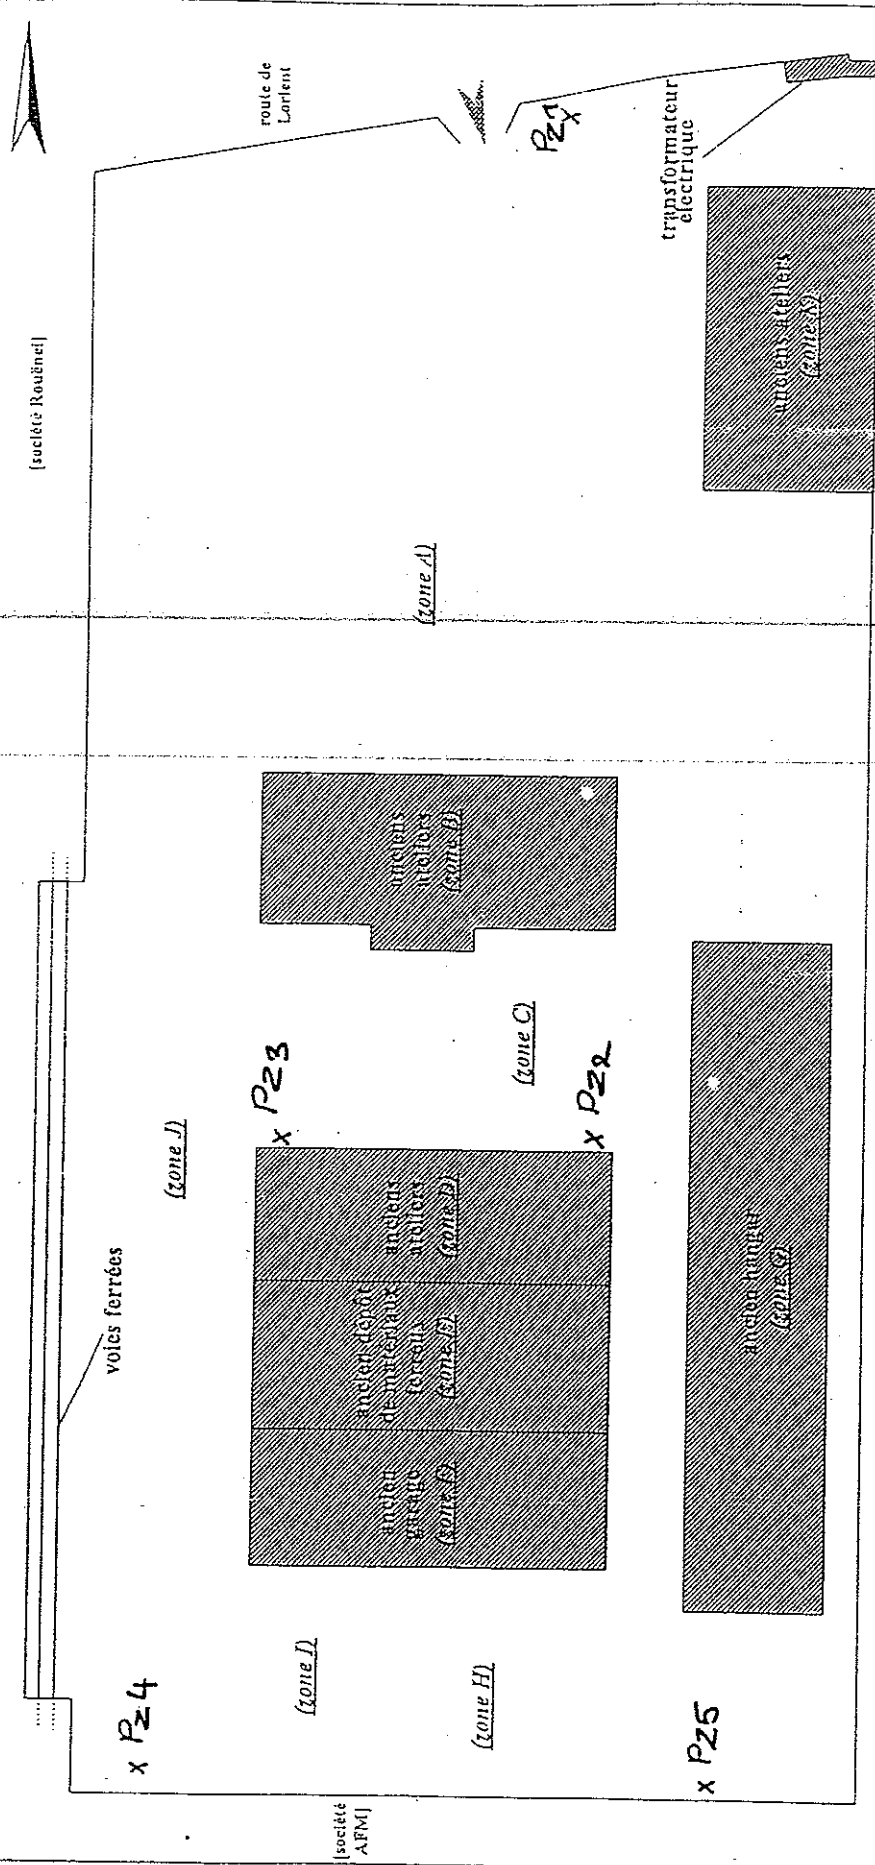 route de
Lorient
Pz1
x
transformateur
électrique
[société Rouënel]
anciens ateliers
(zone K)
(zone A)
anciens
ateliers
(zone B)
(zone C)
x Pz3
x Pz2
(zone J)
voies ferrées
anciens
ateliers
(zone D)
ancien dépôt
de matériaux
ferreux
(zone E)
ancien
garage
(zone F)
ancien hangar
(zone G)
(zone I)
(zone H)
x Pz4
x Pz5
[société
AFM]